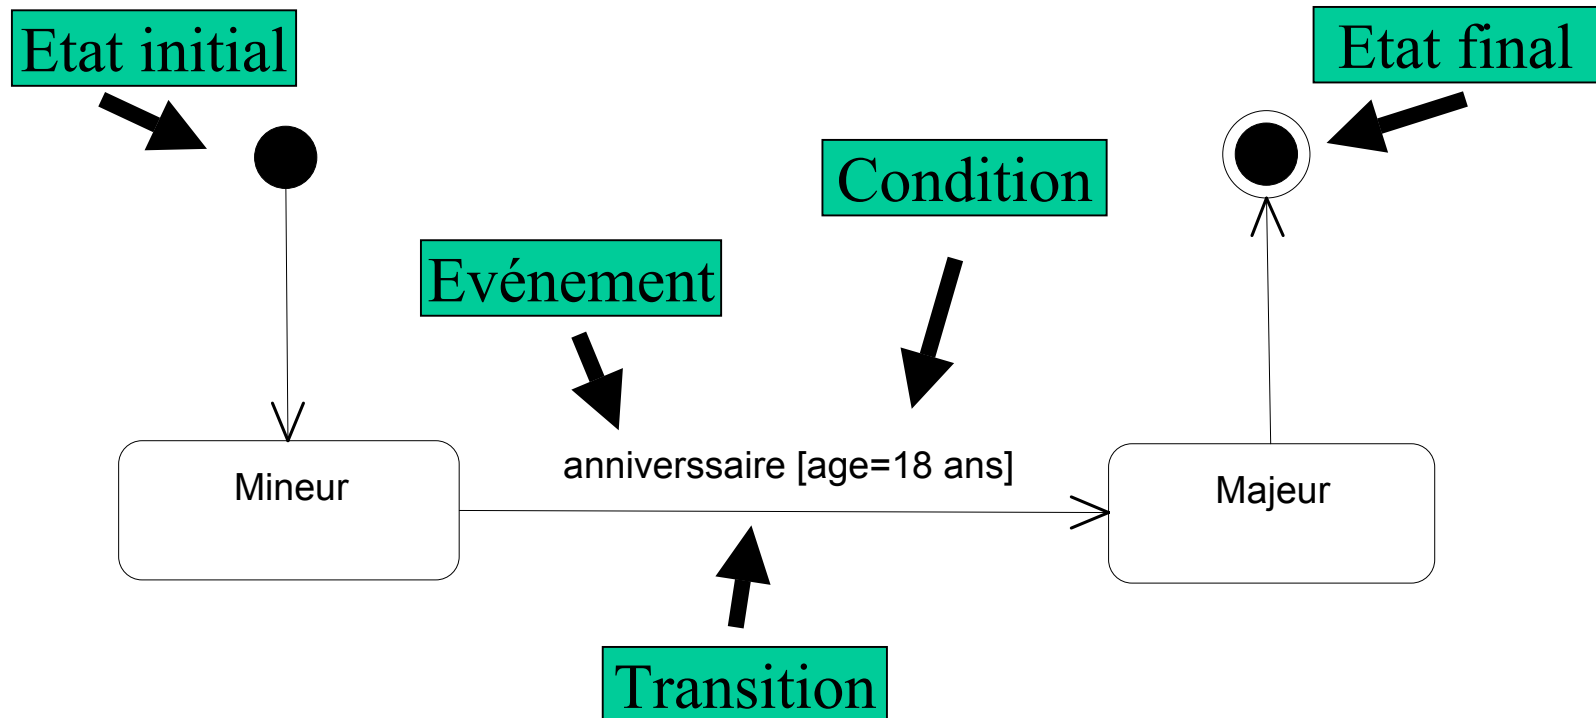 Etat initial
Etat final
Condition
Evénement
anniverssaire [age=18 ans]
Mineur
Majeur
Transition